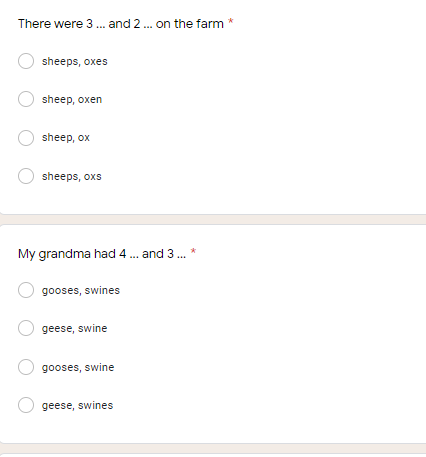 There were 3 ... and 2 ... on the farm *
sheeps, oxes
sheep, oxen
sheep, ox
sheeps, oxs
My grandma had 4 ... and 3 ... *
gooses, swines
geese, swine
gooses, swine
geese, swines